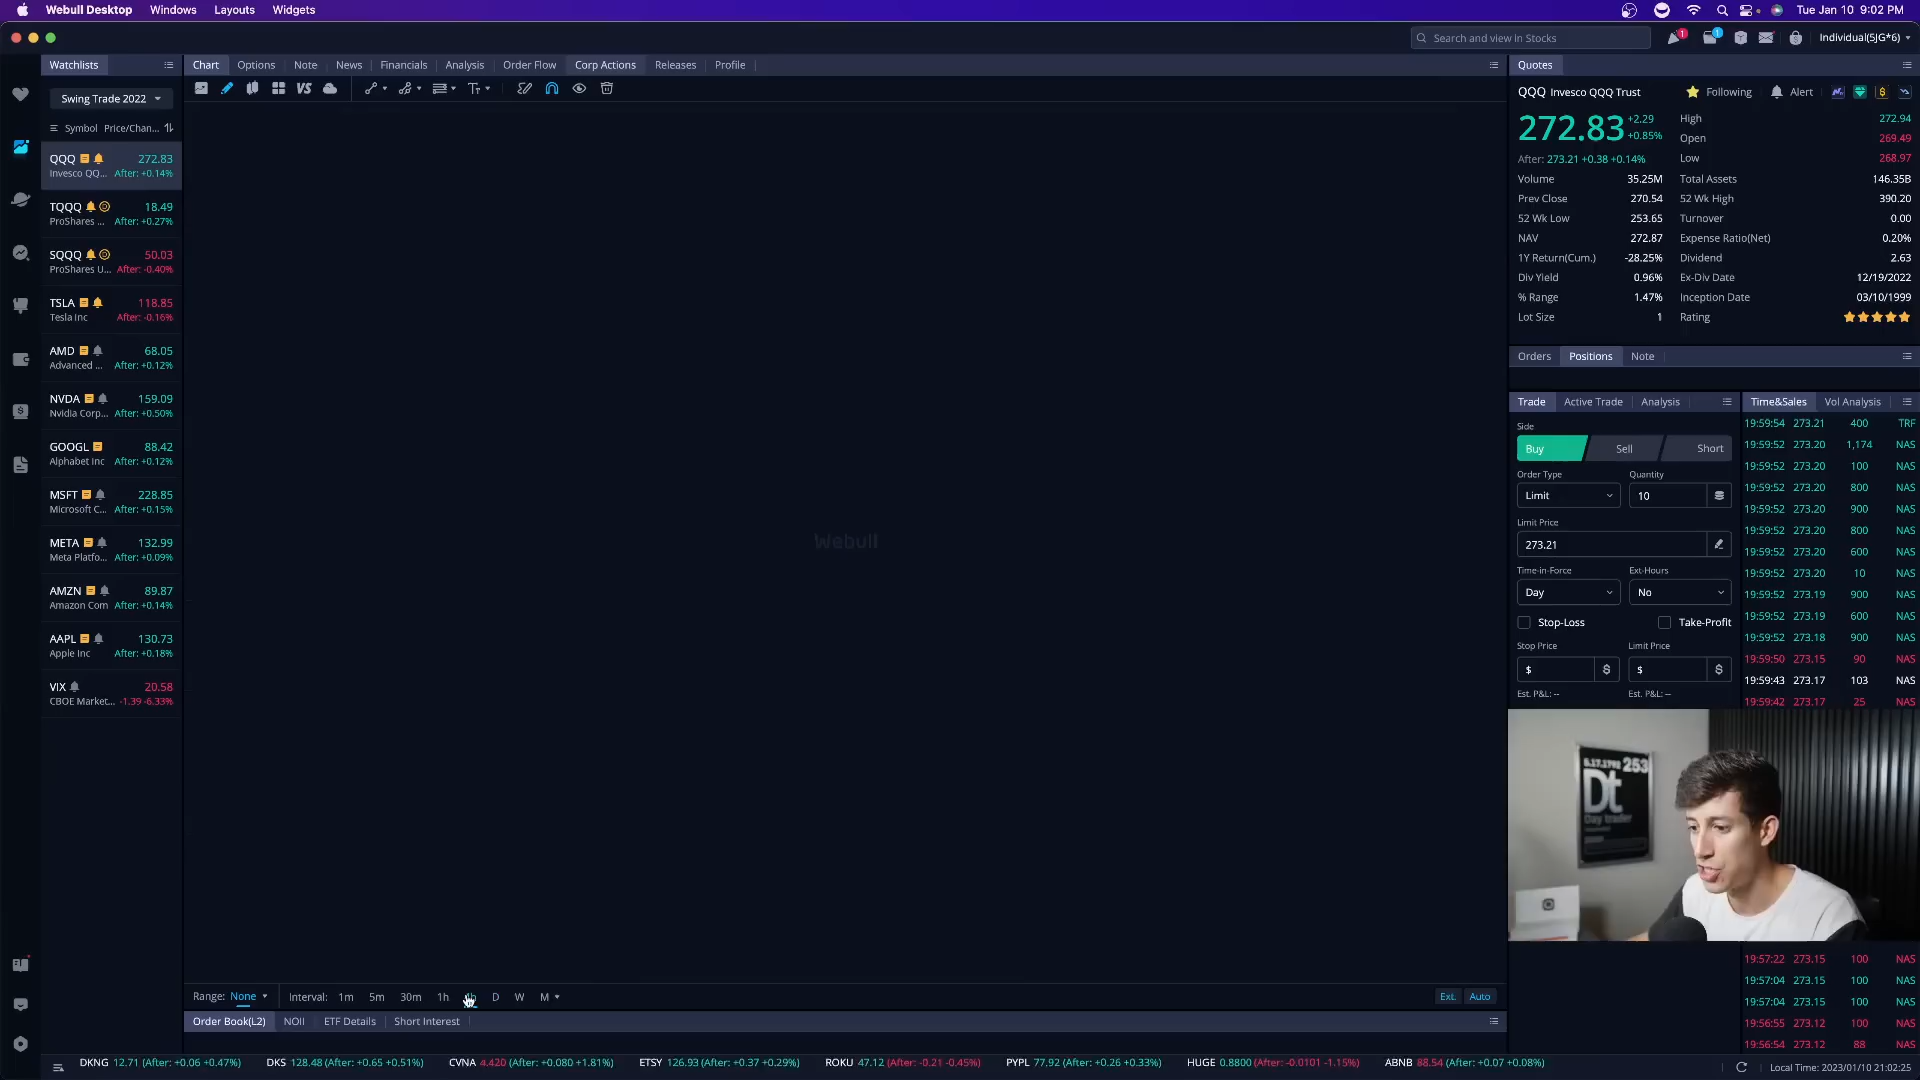 Webull Desktop Windows Layouts Widgets
Tue Jan 10 9:02 PM
Search and view in Stocks
1
1
Individual(5JG*6)
Watchlists
Chart Options Note News Financials Analysis Order Flow Corp Actions Releases Profile
Swing Trade 2022
VS
Symbol Price/Chan...
QQQ 272.83
Invesco QQ... After: +0.14%
TQQQ 18.49
ProShares ... After: +0.27%
SQQQ 50.03
ProShares U... After: -0.40%
TSLA 118.85
Tesla Inc After: -0.16%
AMD 68.05
Advanced ... After: +0.12%
NVDA 159.09
Nvidia Corp... After: +0.50%
GOOGL 88.42
Alphabet Inc After: +0.12%
MSFT 228.85
Microsoft C... After: +0.15%
META 132.99
Meta Platfo... After: +0.09%
AMZN 89.87
Amazon Com After: +0.14%
AAPL 130.73
Apple Inc After: +0.18%
VIX 20.58
CBOE Market... -1.39 -6.33%
Webull
Range: None Interval: 1m 5m 30m 1h D W M
Ext. Auto
Order Book(L2) NOII ETF Details Short Interest
Quotes
QQQ Invesco QQQ Trust Following Alert
272.83 +2.29
+0.85%
After: 273.21 +0.38 +0.14%
High 272.94
Open 269.49
Low 268.97
Volume 35.25M Total Assets 146.35B
Prev Close 270.54 52 Wk High 390.20
52 Wk Low 253.65 Turnover 0.00
NAV 272.87 Expense Ratio(Net) 0.20%
1Y Return(Cum.) -28.25% Dividend 2.63
Div Yield 0.96% Ex-Div Date 12/19/2022
% Range 1.47% Inception Date 03/10/1999
Lot Size 1 Rating
Orders Positions Note
Trade Active Trade Analysis
Side
Buy Sell Short
Order Type Quantity
Limit 10
Limit Price
273.21
Time-in-Force Ext-Hours
Day No
Stop-Loss Take-Profit
Stop Price Limit Price
$ $ $ $
Est. P&L: -- Est. P&L: --
Time&Sales Vol Analysis
19:59:54 273.21 400 TRF
19:59:52 273.20 1,174 NAS
19:59:52 273.20 100 NAS
19:59:52 273.20 800 NAS
19:59:52 273.20 900 NAS
19:59:52 273.20 800 NAS
19:59:52 273.20 600 NAS
19:59:52 273.20 10 NAS
19:59:52 273.19 900 NAS
19:59:52 273.19 600 NAS
19:59:52 273.18 900 NAS
19:59:50 273.15 90 NAS
19:59:43 273.17 103 NAS
19:59:42 273.17 25 NAS
5.17.1792 253
Dt
Day trader
19:57:22 273.15 100 NAS
19:57:04 273.15 100 NAS
19:57:04 273.15 100 NAS
19:56:55 273.12 100 NAS
19:56:54 273.12 88 NAS
DKNG 12.71 (After: +0.06 +0.47%) DKS 128.48 (After: +0.65 +0.51%) CVNA 4.420 (After: +0.080 +1.81%) ETSY 126.93 (After: +0.37 +0.29%) ROKU 47.12 (After: -0.21 -0.45%) PYPL 77.92 (After: +0.26 +0.33%) HUGE 0.8800 (After: -0.0101 -1.15%) ABNB 88.54 (After: +0.07 +0.08%)
Local Time: 2023/01/10 21:02:25